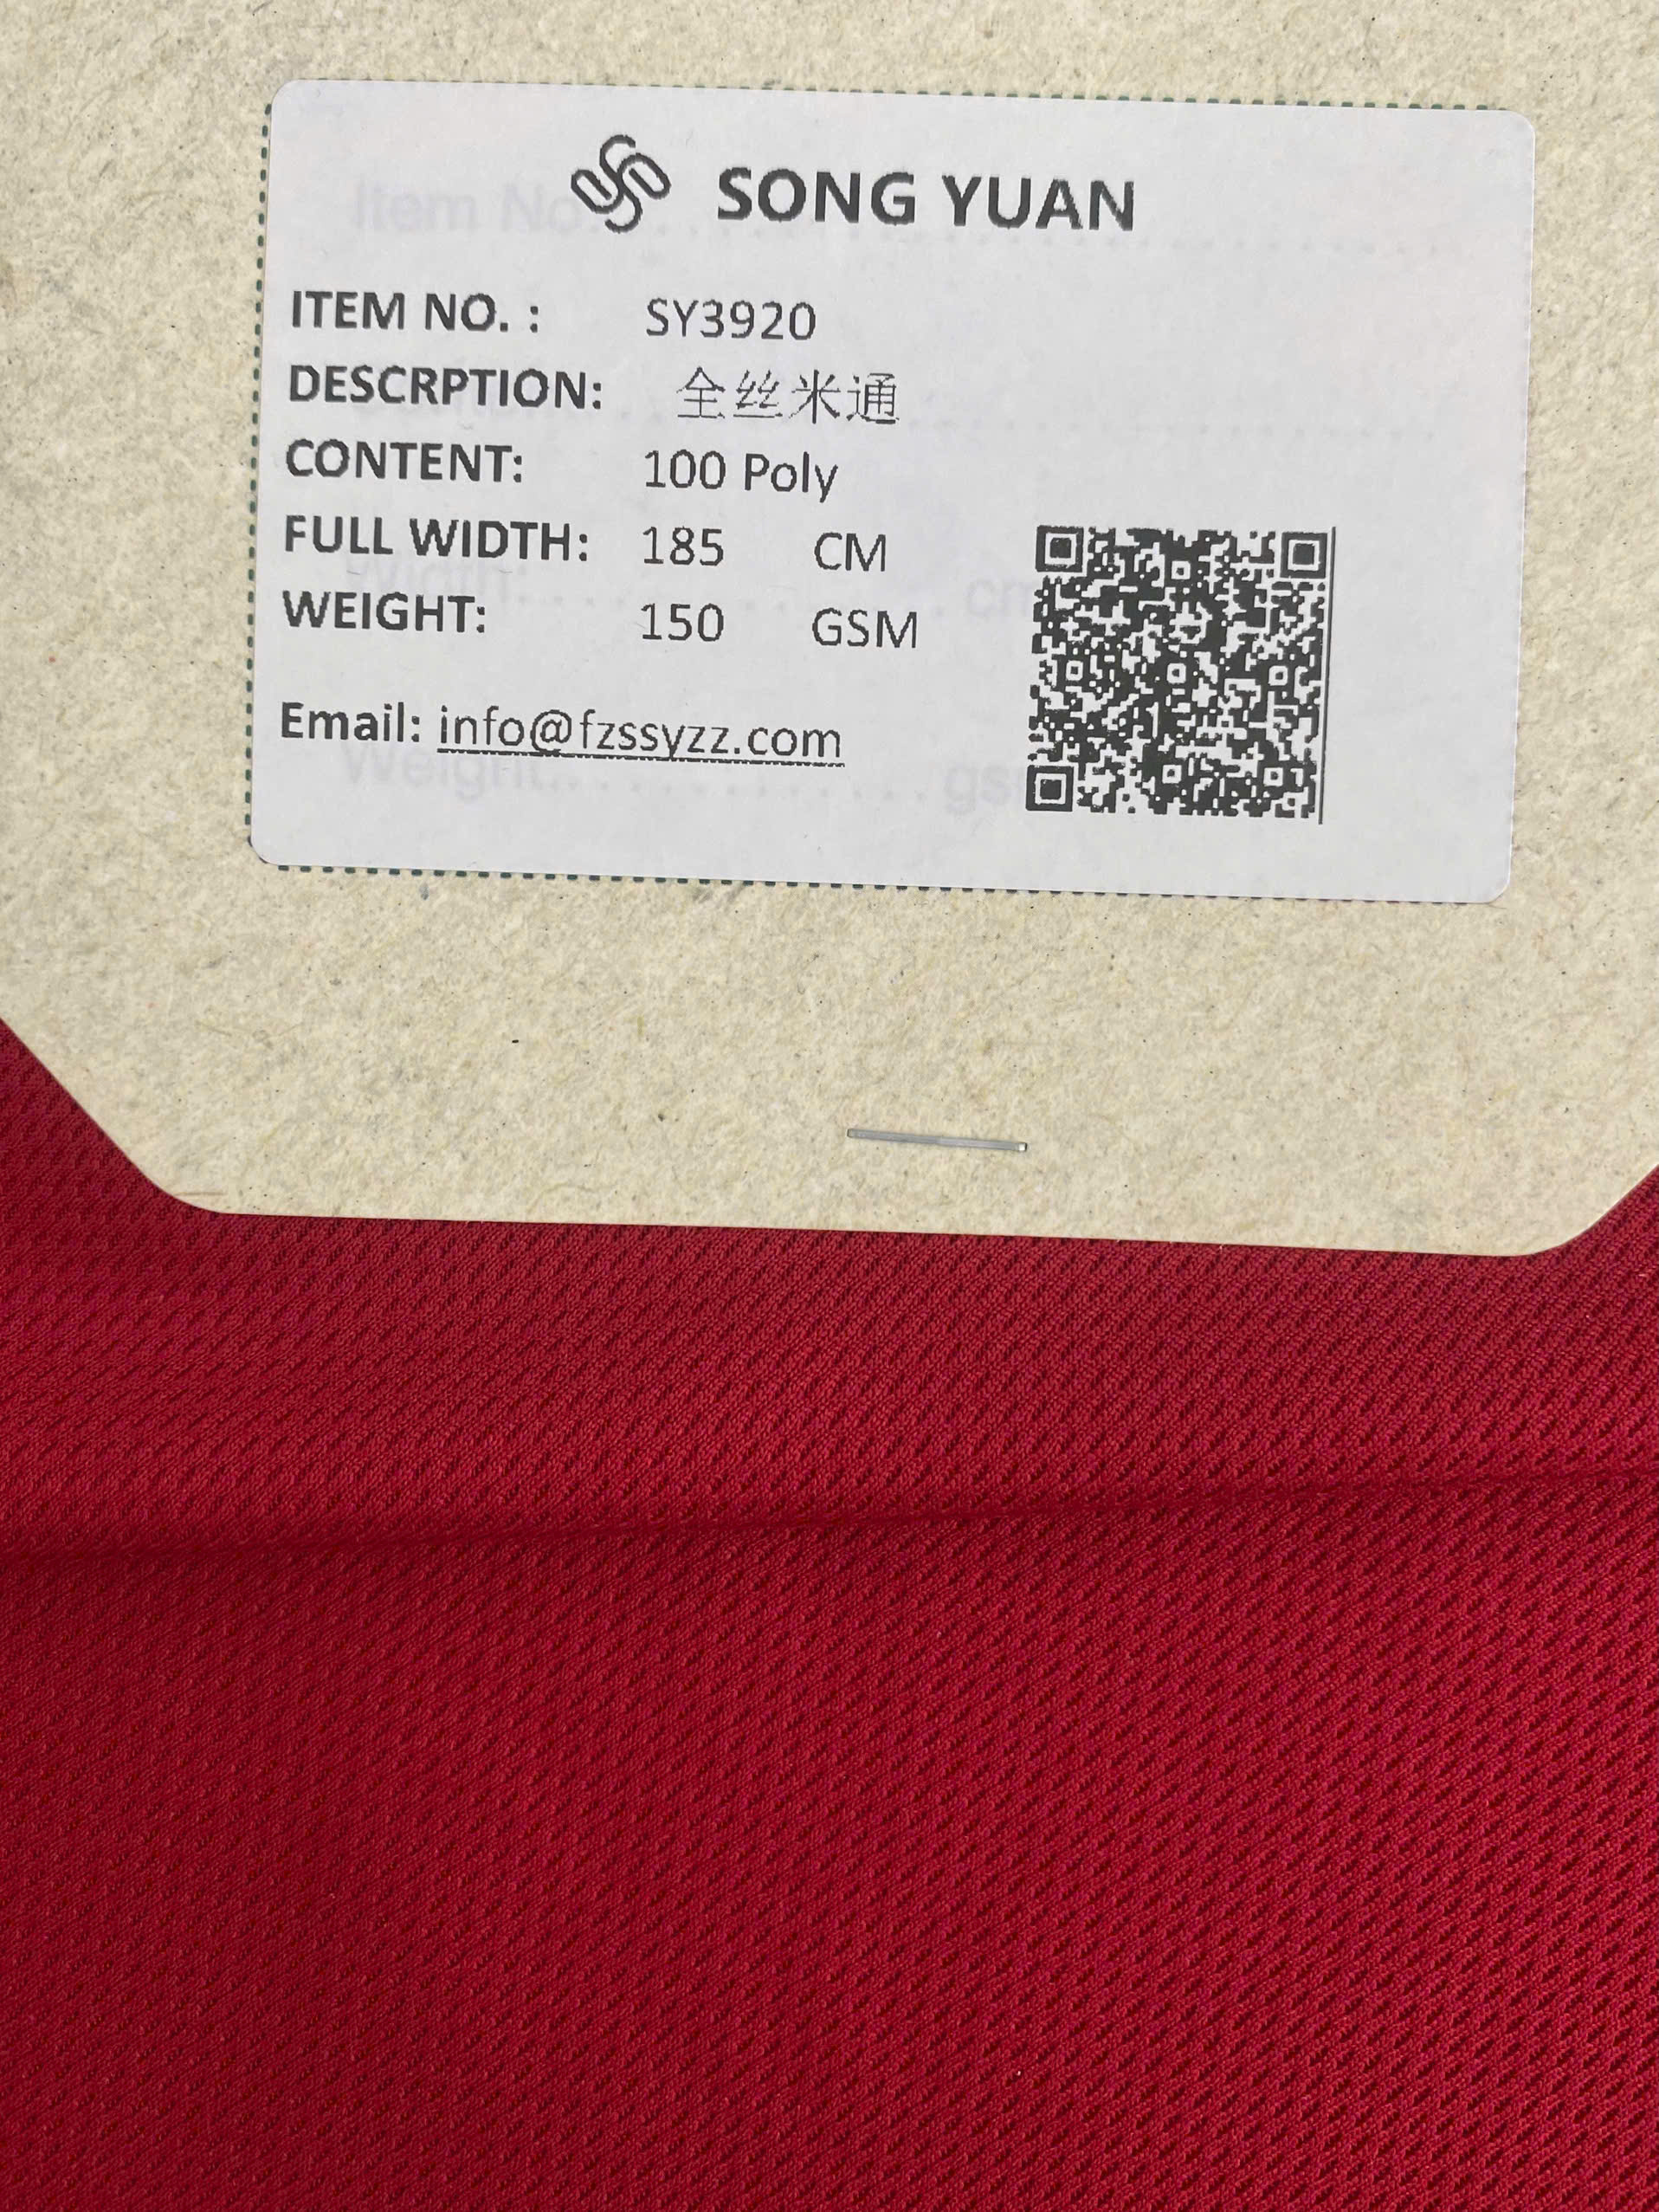 SONG YUAN
ITEM NO. : SY3920
DESCRPTION: 全丝米通
CONTENT: 100 Poly
FULL WIDTH: 185 CM
WEIGHT: 150 GSM
Email: info@fzssyzz.com